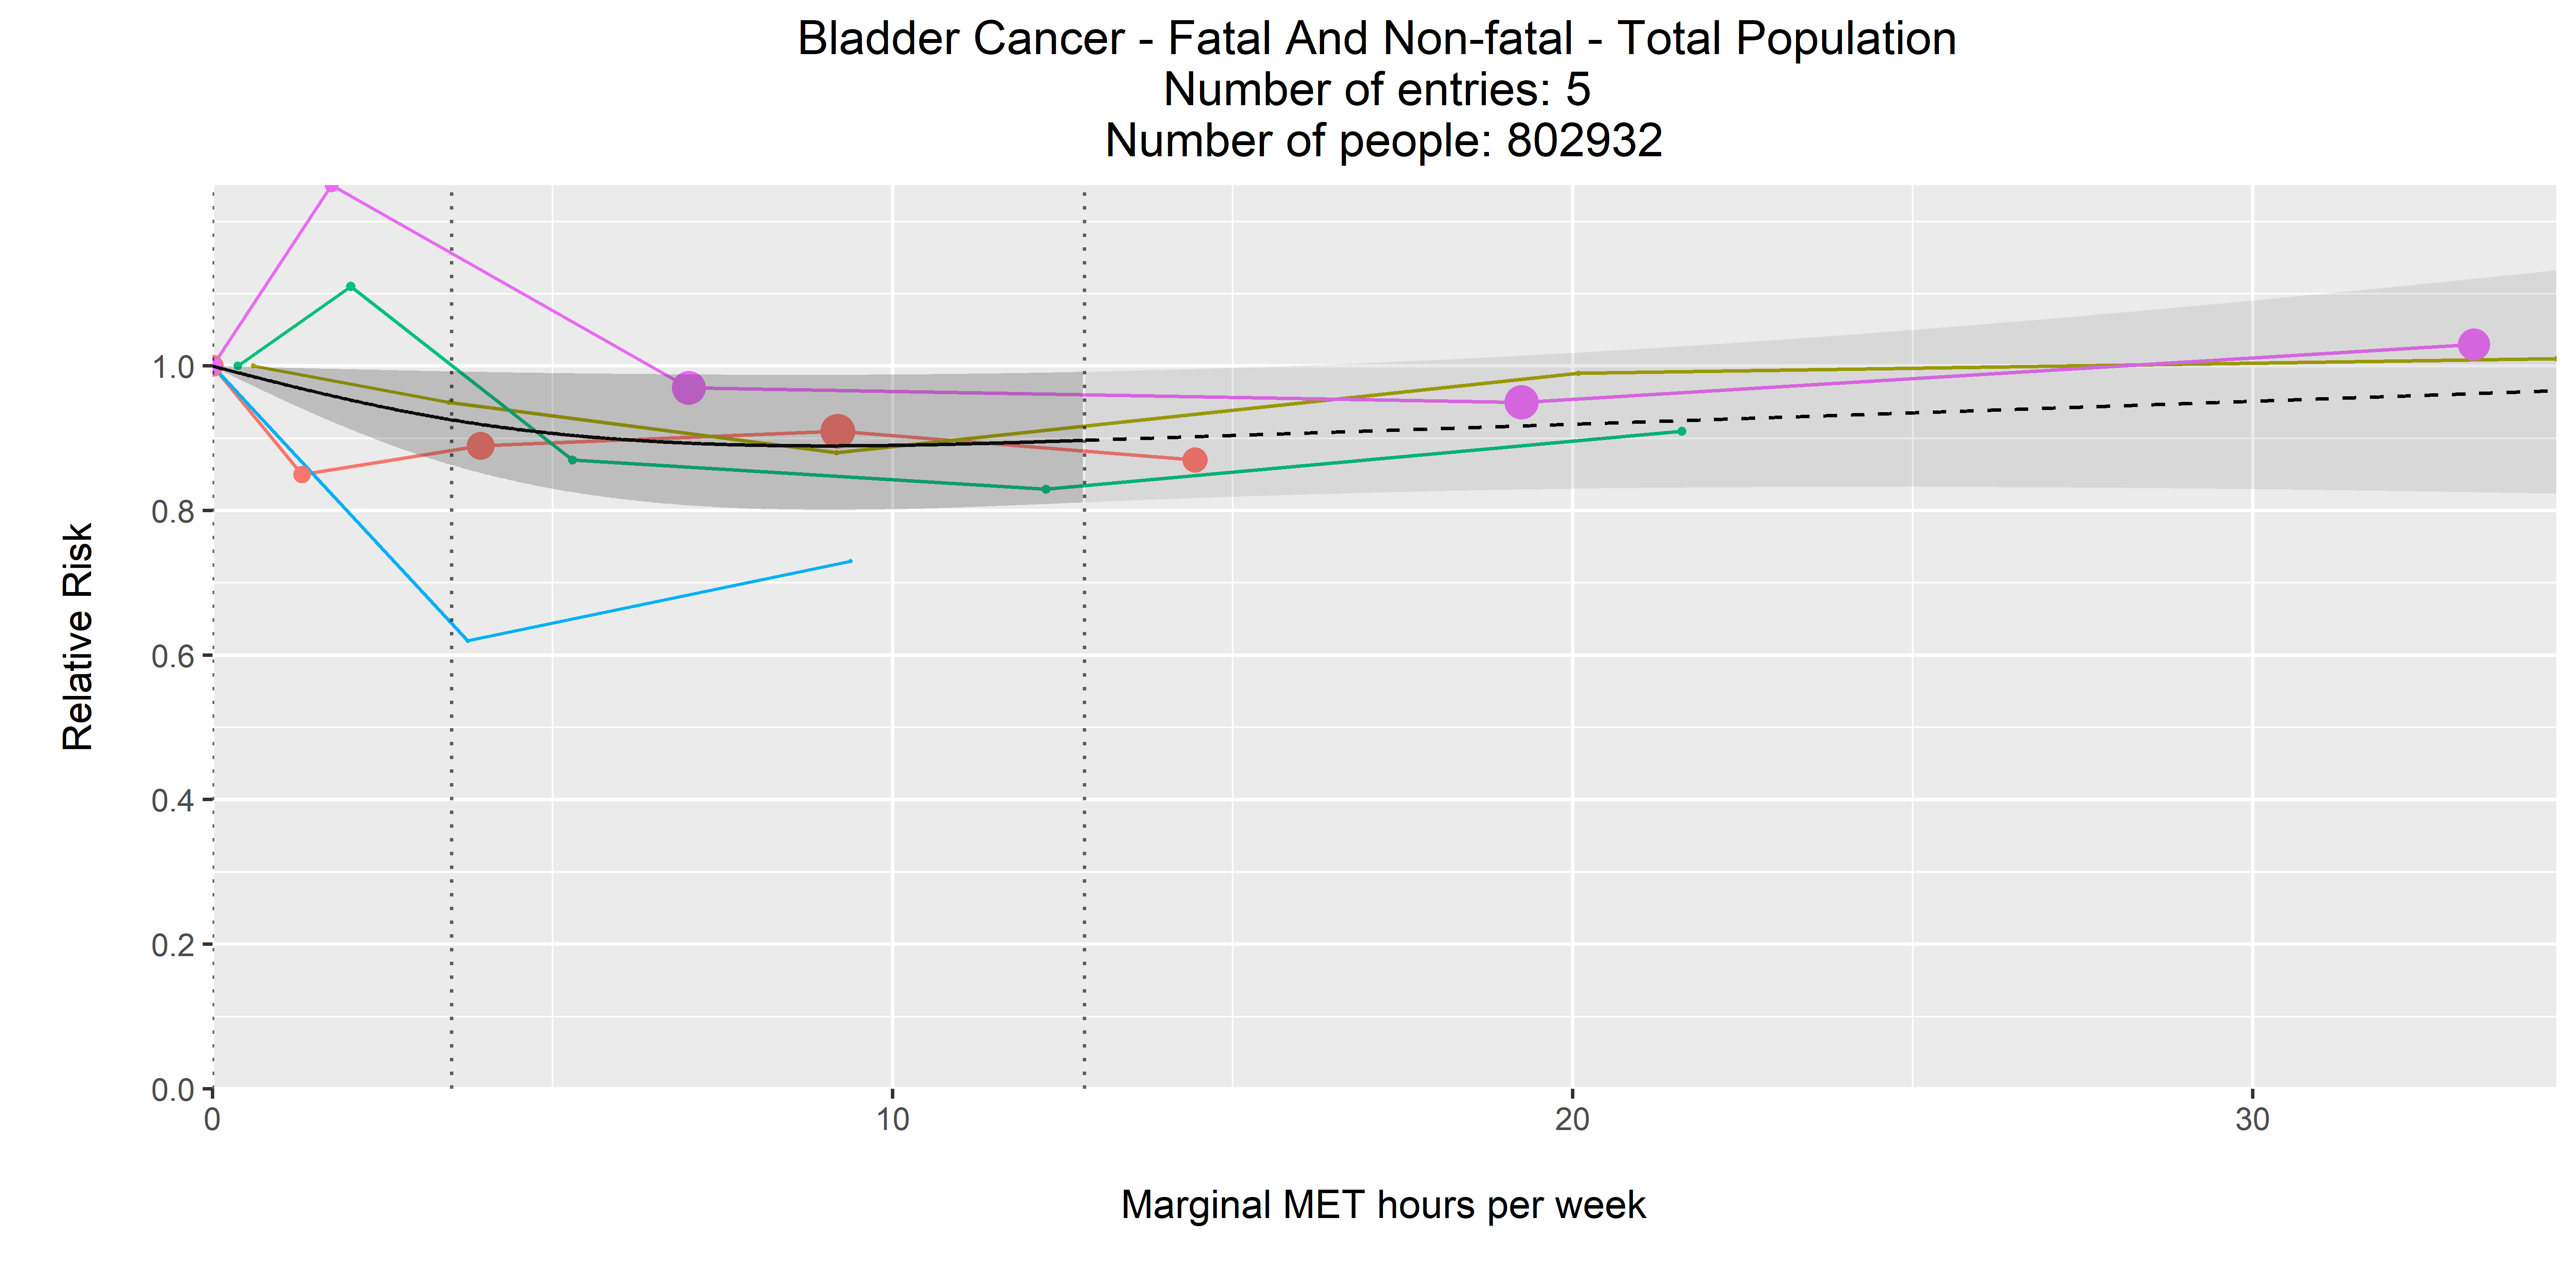 Bladder Cancer - Fatal And Non-fatal - Total Population
Number of entries: 5
Number of people: 802932
1.0
0.8
0.6
0.4
0.2
0.0
Relative Risk
0 10 20 30
Marginal MET hours per week